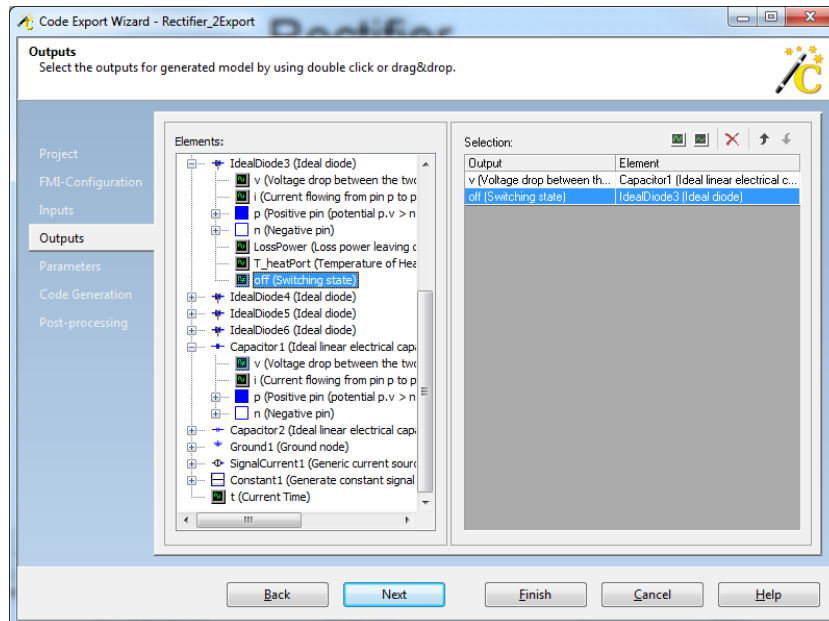 Code Export Wizard - Rectifier_2Export
Rectifier
Outputs
Select the outputs for generated model by using double click or drag&drop.
Project
FMI-Configuration
Inputs
Outputs
Parameters
Code Generation
Post-processing
Elements:
IdealDiode3 (Ideal diode)
v (Voltage drop between the two
i (Current flowing from pin p to p
p (Positive pin (potential p.v > n
n (Negative pin)
LossPower (Loss power leaving c
T_heatPort (Temperature of Hea
off (Switching state)
IdealDiode4 (Ideal diode)
IdealDiode5 (Ideal diode)
IdealDiode6 (Ideal diode)
Capacitor1 (Ideal linear electrical capa
v (Voltage drop between the two
i (Current flowing from pin p to p
p (Positive pin (potential p.v > n
n (Negative pin)
Capacitor2 (Ideal linear electrical capa
Ground1 (Ground node)
SignalCurrent1 (Generic current sourc
Constant1 (Generate constant signal
t (Current Time)
Selection:
Output Element
v (Voltage drop between th... Capacitor1 (Ideal linear electrical c...
off (Switching state) IdealDiode3 (Ideal diode)
Back Next Finish Cancel Help